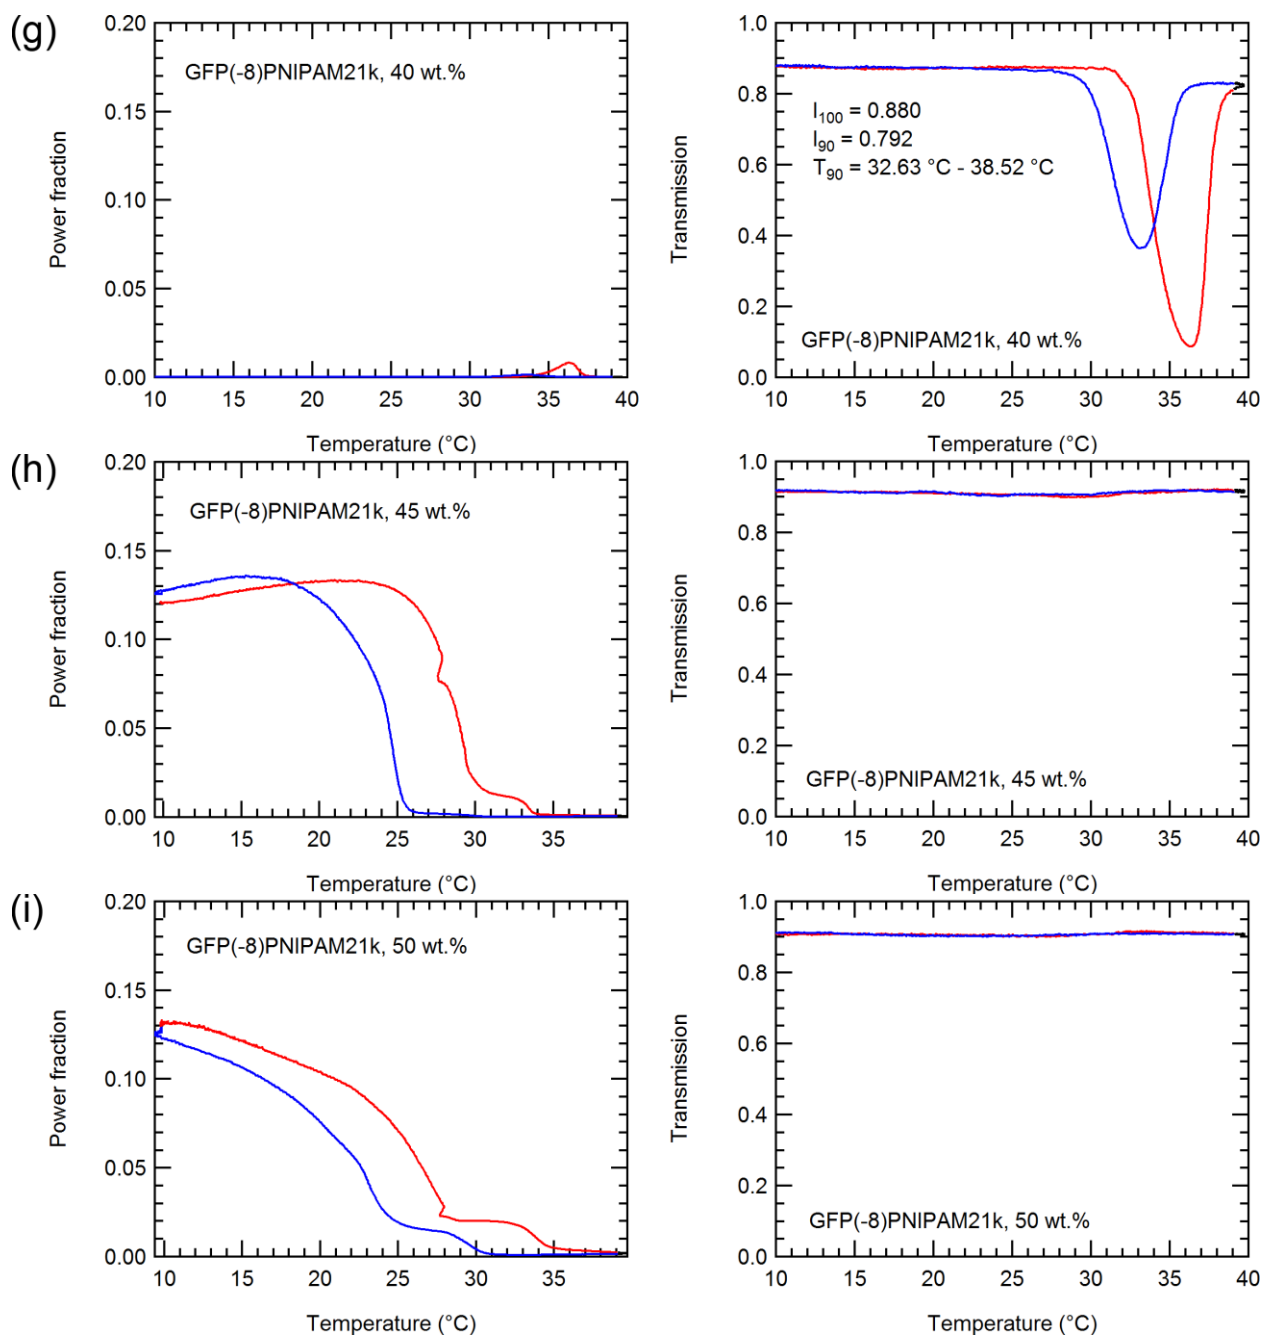 (g)
0.20
0.15
0.10
0.05
0.00
Power fraction
GFP(-8)PNIPAM21k, 40 wt.%
10 15 20 25 30 35 40
Temperature (°C)
1.0
0.8
0.6
0.4
0.2
0.0
Transmission
I100 = 0.880
I90 = 0.792
T90 = 32.63 °C - 38.52 °C
GFP(-8)PNIPAM21k, 40 wt.%
10 15 20 25 30 35 40
Temperature (°C)
(h)
0.20
0.15
0.10
0.05
0.00
Power fraction
GFP(-8)PNIPAM21k, 45 wt.%
10 15 20 25 30 35
Temperature (°C)
1.0
0.8
0.6
0.4
0.2
0.0
Transmission
GFP(-8)PNIPAM21k, 45 wt.%
10 15 20 25 30 35 40
Temperature (°C)
(i)
0.20
0.15
0.10
0.05
0.00
Power fraction
GFP(-8)PNIPAM21k, 50 wt.%
10 15 20 25 30 35
Temperature (°C)
1.0
0.8
0.6
0.4
0.2
0.0
Transmission
GFP(-8)PNIPAM21k, 50 wt.%
10 15 20 25 30 35 40
Temperature (°C)